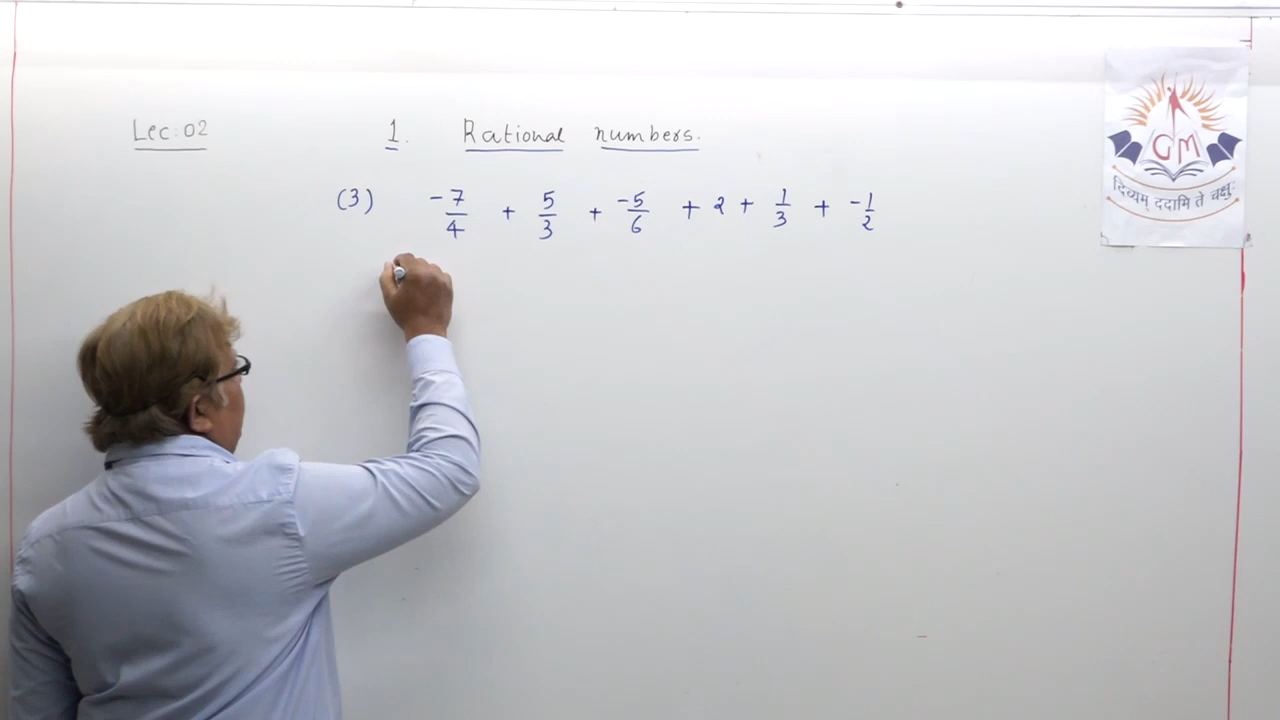 Lec: 02 1. Rational numbers.
(3) -7/4 + 5/3 + -5/6 + 2 + 1/3 + -1/2
GM
दिव्यम् ददामि ते चक्षुः